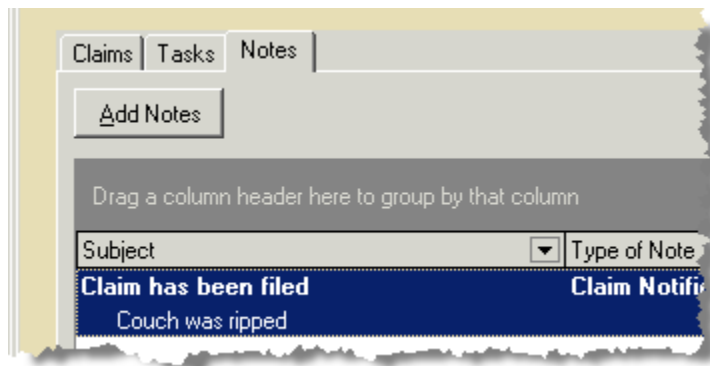 Claims Tasks Notes
Add Notes
Drag a column header here to group by that column
Subject Type of Note
Claim has been filed Claim
Couch was ripped